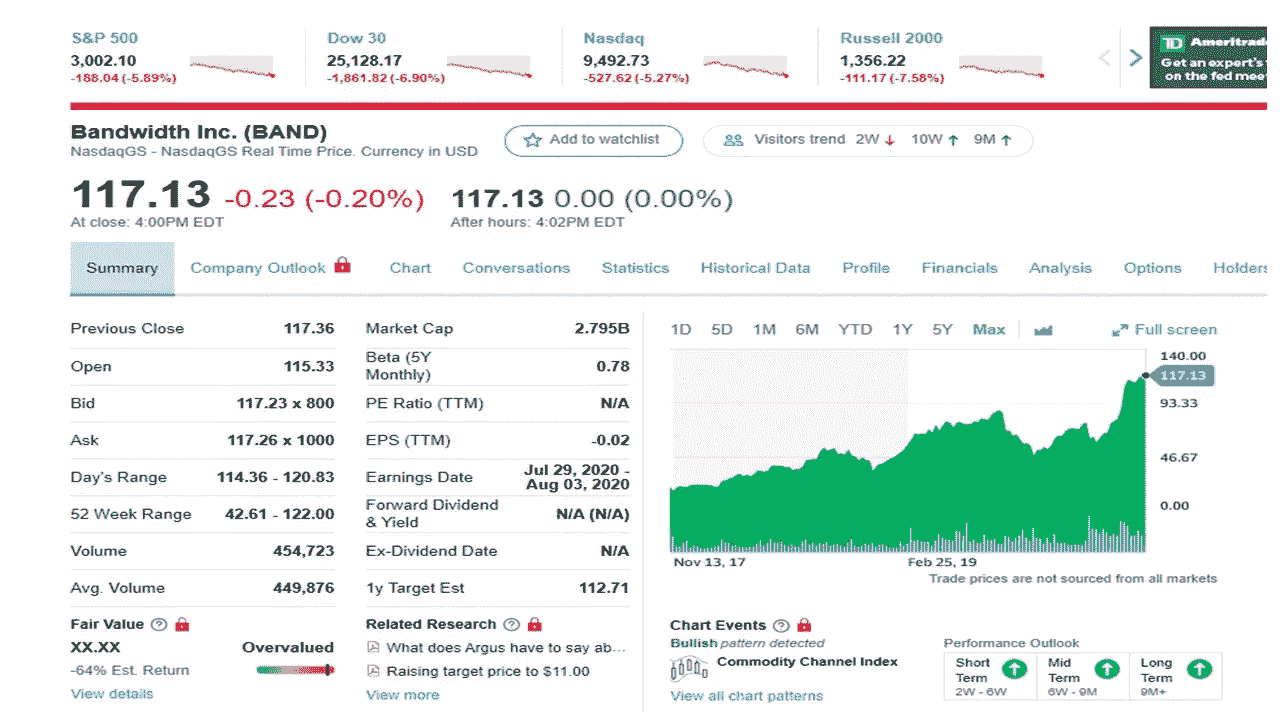 S&P 500
3,002.10
-188.04 (-5.89%)
Dow 30
25,128.17
-1,861.82 (-6.90%)
Nasdaq
9,492.73
-527.62 (-5.27%)
Russell 2000
1,356.22
-111.17 (-7.58%)
TD Ameritrade
Get an expert's
on the fed mee
Bandwidth Inc. (BAND)
NasdaqGS - NasdaqGS Real Time Price. Currency in USD
Add to watchlist
Visitors trend 2W ↓ 10W ↑ 9M ↑
117.13 -0.23 (-0.20%)
At close: 4:00PM EDT
117.13 0.00 (0.00%)
After hours: 4:02PM EDT
Summary Company Outlook Chart Conversations Statistics Historical Data Profile Financials Analysis Options Holders
Previous Close 117.36
Open 115.33
Bid 117.23 x 800
Ask 117.26 x 1000
Day's Range 114.36 - 120.83
52 Week Range 42.61 - 122.00
Volume 454,723
Avg. Volume 449,876
Market Cap 2.795B
Beta (5Y
Monthly) 0.78
PE Ratio (TTM) N/A
EPS (TTM) -0.02
Earnings Date Jul 29, 2020 -
Aug 03, 2020
Forward Dividend
& Yield N/A (N/A)
Ex-Dividend Date N/A
1y Target Est 112.71
1D 5D 1M 6M YTD 1Y 5Y Max Full screen
140.00
117.13
93.33
46.67
0.00
Nov 13, 17 Feb 25, 19
Trade prices are not sourced from all markets
Fair Value
XX.XX Overvalued
-64% Est. Return
View details
Related Research
What does Argus have to say ab...
Raising target price to $11.00
View more
Chart Events
Bullish pattern detected
Commodity Channel Index
View all chart patterns
Performance Outlook
Short
Term
2W - 6W
Mid
Term
6W - 9M
Long
Term
9M+